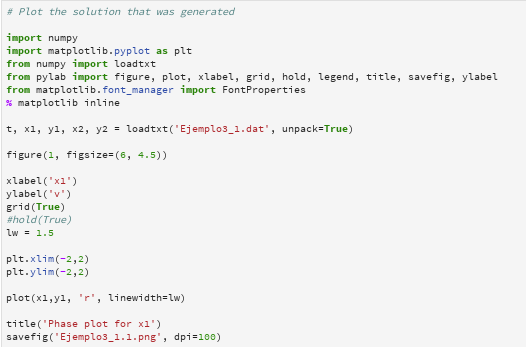 # Plot the solution that was generated
import numpy
import matplotlib.pyplot as plt
from numpy import loadtxt
from pylab import figure, plot, xlabel, grid, hold, legend, title, savefig, ylabel
from matplotlib.font_manager import FontProperties
% matplotlib inline
t, x1, y1, x2, y2 = loadtxt('Ejemplo3_1.dat', unpack=True)
figure(1, figsize=(6, 4.5))
xlabel('x1')
ylabel('v')
grid(True)
#hold(True)
lw = 1.5
plt.xlim(-2,2)
plt.ylim(-2,2)
plot(x1,y1, 'r', linewidth=lw)
title('Phase plot for x1')
savefig('Ejemplo3_1.1.png', dpi=100)